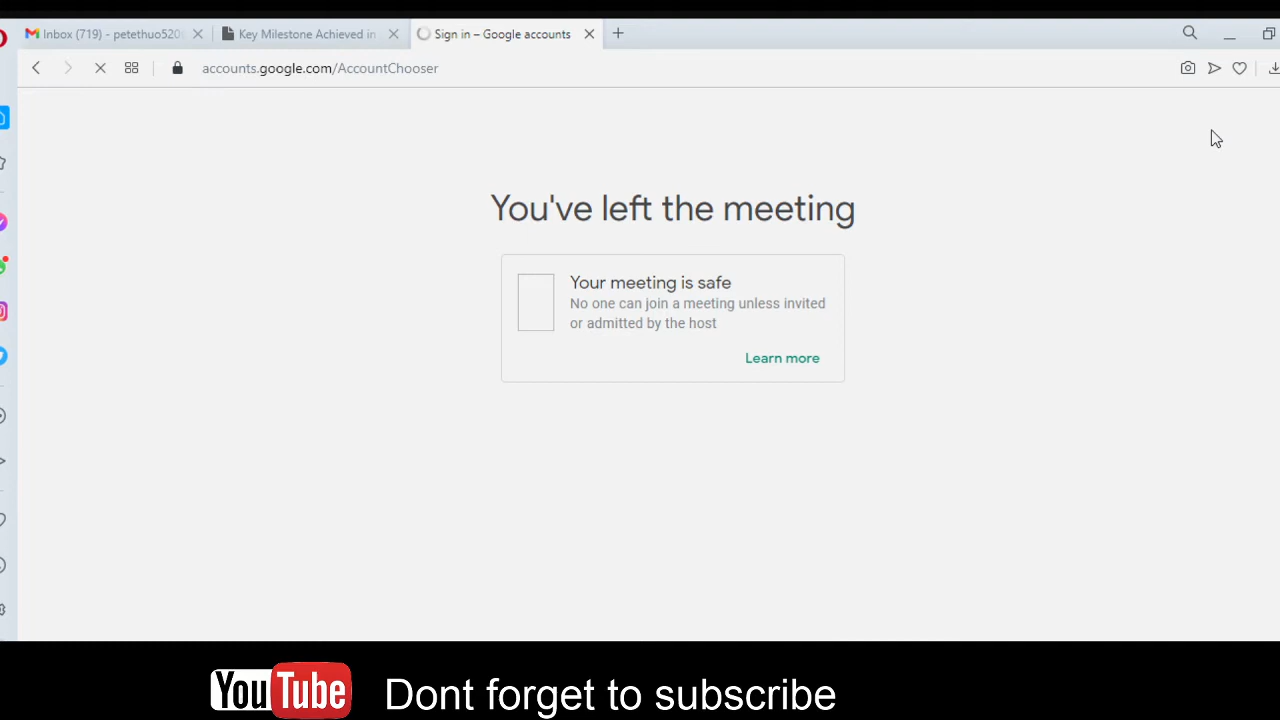 Inbox (719) - petethuo520
Key Milestone Achieved in
Sign in – Google accounts
accounts.google.com/AccountChooser
You've left the meeting
Your meeting is safe
No one can join a meeting unless invited
or admitted by the host
Learn more
YouTube
Dont forget to subscribe